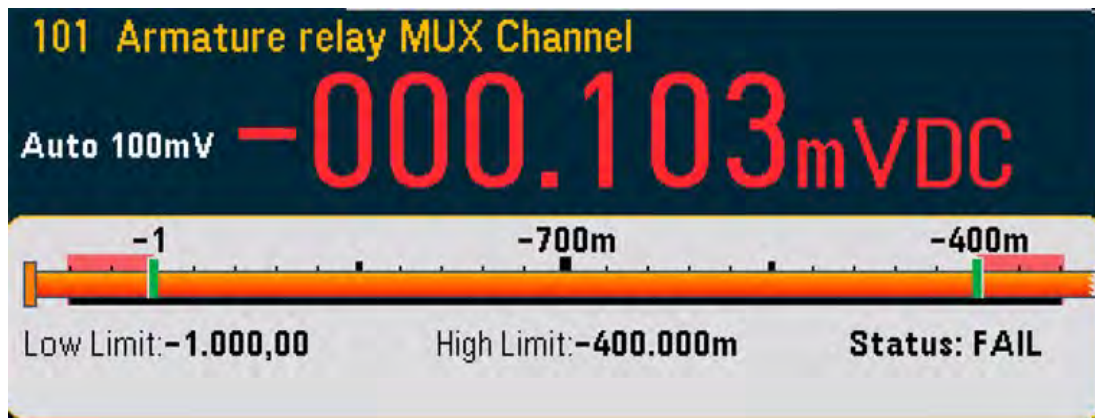 101 Armature relay MUX Channel
Auto 100mV -000.103mVDC
-1 -700m -400m
Low Limit:-1.000,00 High Limit:-400.000m Status: FAIL